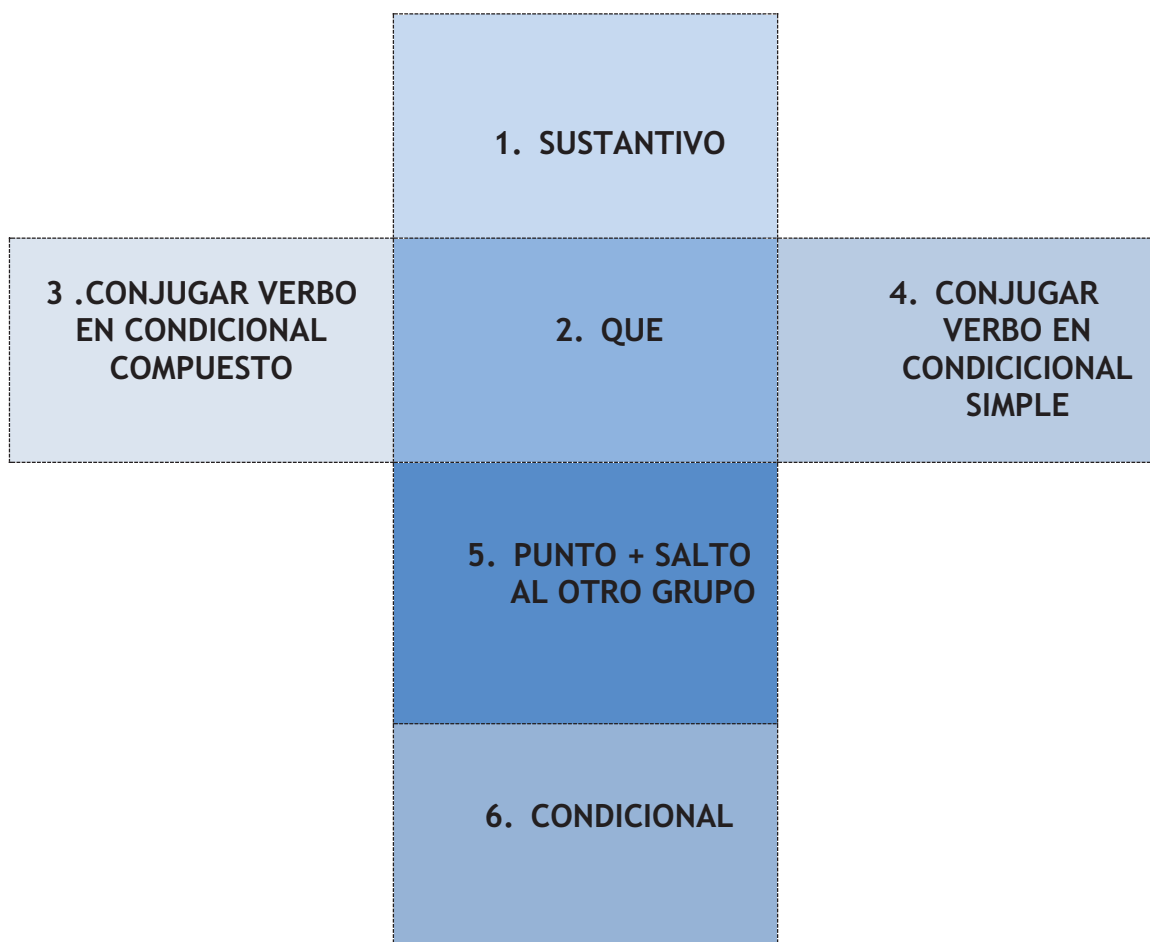 1. SUSTANTIVO
3 .CONJUGAR VERBO
EN CONDICIONAL
COMPUESTO
2. QUE
4. CONJUGAR
VERBO EN
CONDICICIONAL
SIMPLE
5. PUNTO + SALTO
AL OTRO GRUPO
6. CONDICIONAL